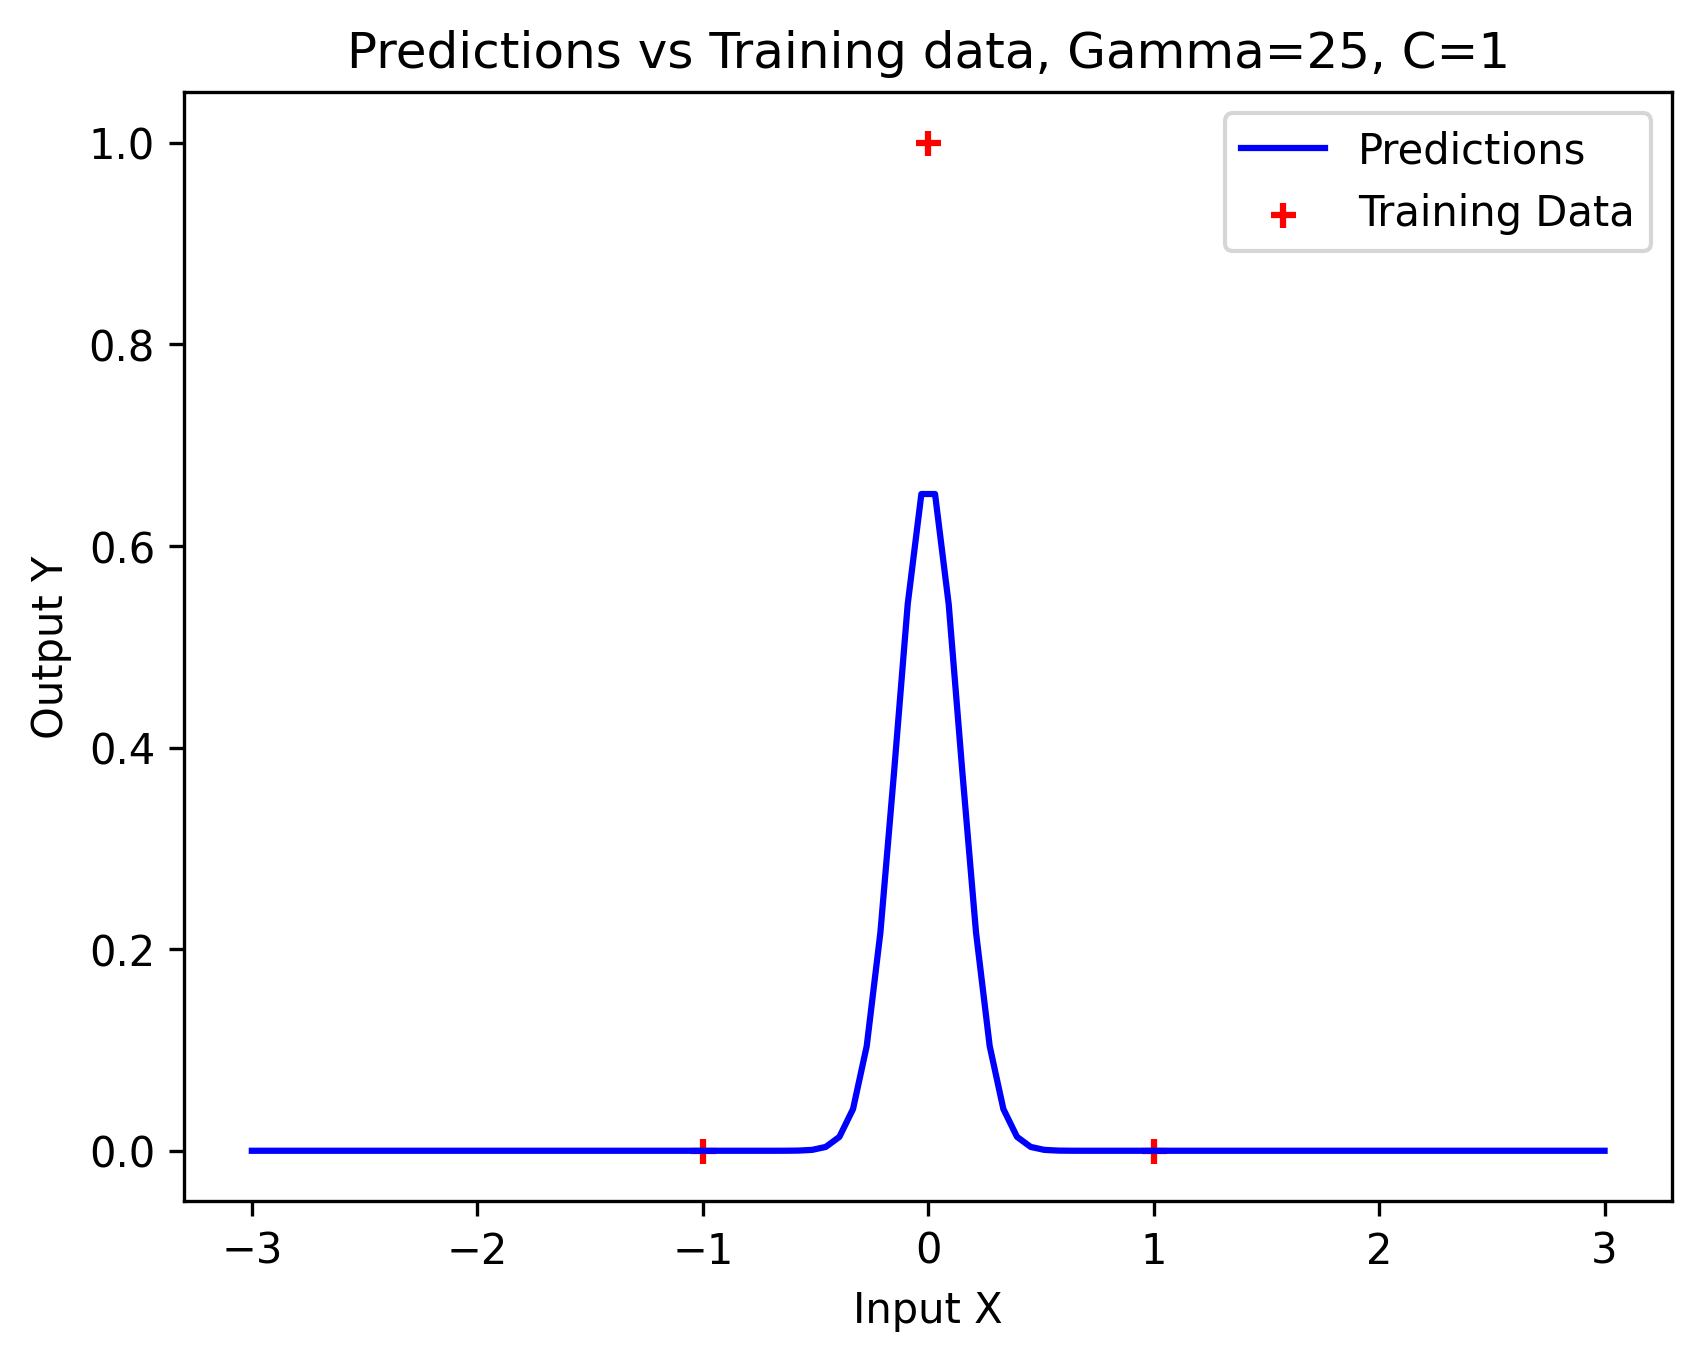 Predictions vs Training data, Gamma=25, C=1
Predictions
Training Data
1.0
0.8
0.6
0.4
0.2
0.0
Output Y
−3 −2 −1 0 1 2 3
Input X